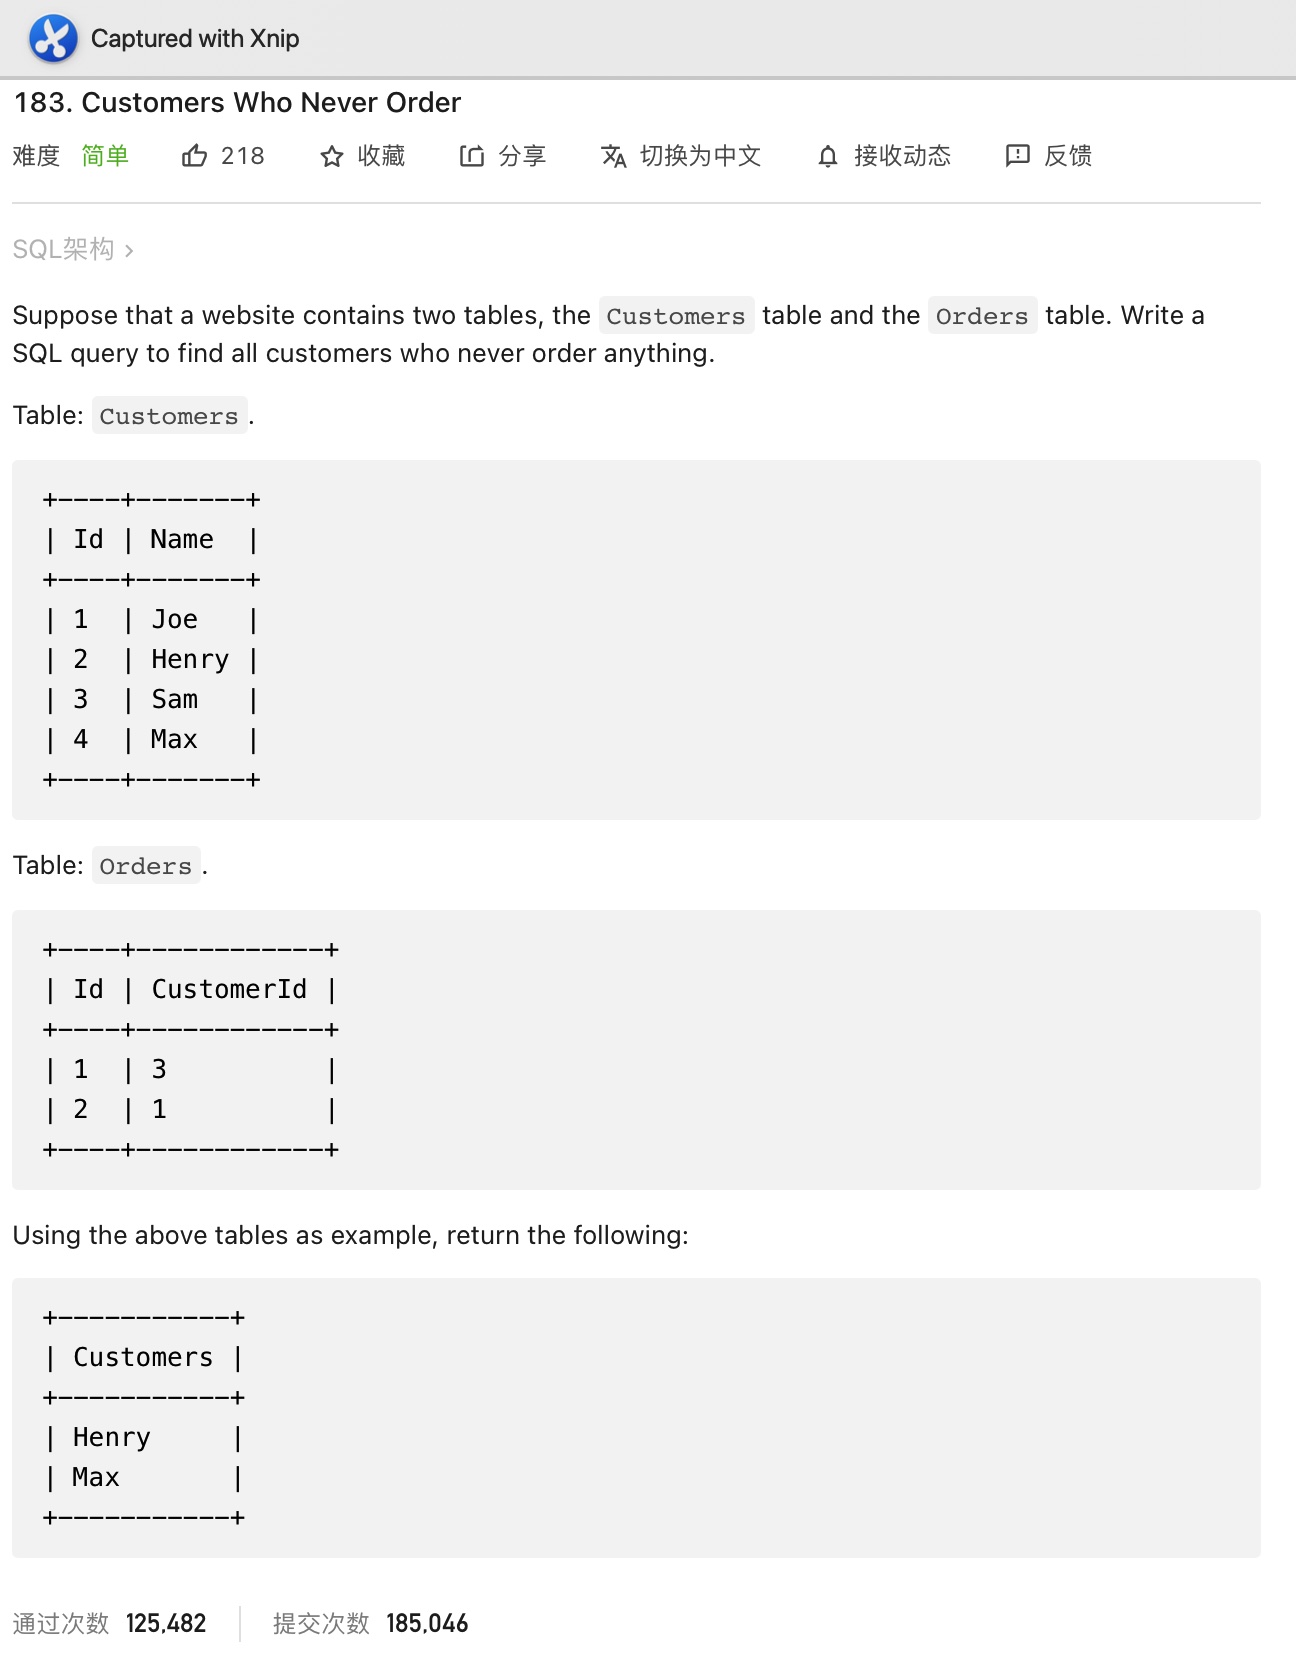 Captured with Xnip
183. Customers Who Never Order
难度 简单 218 收藏 分享 切换为中文 接收动态 反馈
SQL架构 >
Suppose that a website contains two tables, the Customers table and the Orders table. Write a
SQL query to find all customers who never order anything.
Table: Customers.
+----+-------+
| Id | Name  |
+----+-------+
| 1  | Joe   |
| 2  | Henry |
| 3  | Sam   |
| 4  | Max   |
+----+-------+
Table: Orders.
+----+------------+
| Id | CustomerId |
+----+------------+
| 1  | 3          |
| 2  | 1          |
+----+------------+
Using the above tables as example, return the following:
+-----------+
| Customers |
+-----------+
| Henry     |
| Max       |
+-----------+
通过次数 125,482 提交次数 185,046